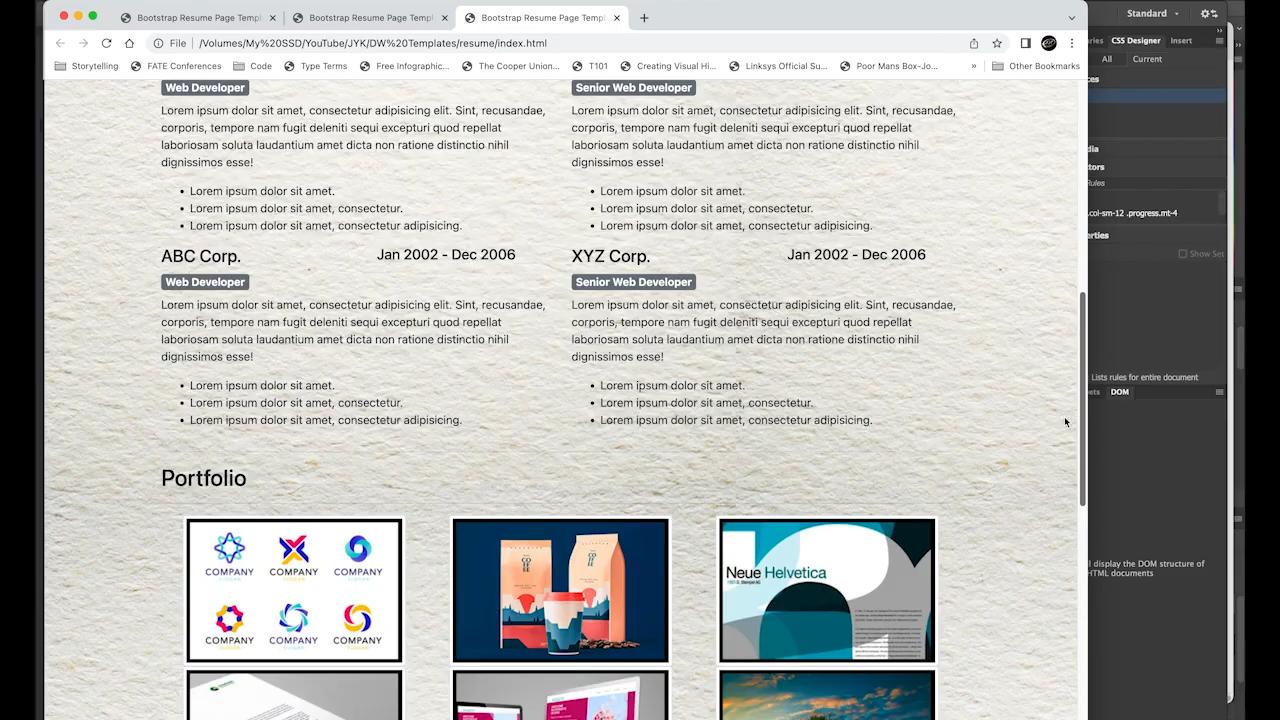 Bootstrap Resume Page Templ
Bootstrap Resume Page Templ
Bootstrap Resume Page Templ
Standard
File
/Volumes/My%20SSD/YouTube/JYK/DW%20Templates/resume/index.html
CSS Designer
Insert
Storytelling
FATE Conferences
Code
Type Terms
Free Infographic...
The Cooper Union...
T101
Creating Visual Hi...
Linksys Official Su...
Poor Mans Box-Jo...
»
Other Bookmarks
All
Current
Web Developer
Senior Web Developer
Lorem ipsum dolor sit amet, consectetur adipisicing elit. Sint, recusandae,
corporis, tempore nam fugit deleniti sequi excepturi quod repellat
laboriosam soluta laudantium amet dicta non ratione distinctio nihil
dignissimos esse!
Lorem ipsum dolor sit amet, consectetur adipisicing elit. Sint, recusandae,
corporis, tempore nam fugit deleniti sequi excepturi quod repellat
laboriosam soluta laudantium amet dicta non ratione distinctio nihil
dignissimos esse!
• Lorem ipsum dolor sit amet.
• Lorem ipsum dolor sit amet, consectetur.
• Lorem ipsum dolor sit amet, consectetur adipisicing.
• Lorem ipsum dolor sit amet.
• Lorem ipsum dolor sit amet, consectetur.
• Lorem ipsum dolor sit amet, consectetur adipisicing.
ABC Corp.
Jan 2002 - Dec 2006
XYZ Corp.
Jan 2002 - Dec 2006
Web Developer
Senior Web Developer
Lorem ipsum dolor sit amet, consectetur adipisicing elit. Sint, recusandae,
corporis, tempore nam fugit deleniti sequi excepturi quod repellat
laboriosam soluta laudantium amet dicta non ratione distinctio nihil
dignissimos esse!
Lorem ipsum dolor sit amet, consectetur adipisicing elit. Sint, recusandae,
corporis, tempore nam fugit deleniti sequi excepturi quod repellat
laboriosam soluta laudantium amet dicta non ratione distinctio nihil
dignissimos esse!
• Lorem ipsum dolor sit amet.
• Lorem ipsum dolor sit amet, consectetur.
• Lorem ipsum dolor sit amet, consectetur adipisicing.
• Lorem ipsum dolor sit amet.
• Lorem ipsum dolor sit amet, consectetur.
• Lorem ipsum dolor sit amet, consectetur adipisicing.
Portfolio
COMPANY
COMPANY
COMPANY
COMPANY
COMPANY
COMPANY
Neue Helvetica
Rules
.col-sm-12 .progress.mt-4
Show Set
Lists rules for entire document
DOM
display the DOM structure of
HTML documents